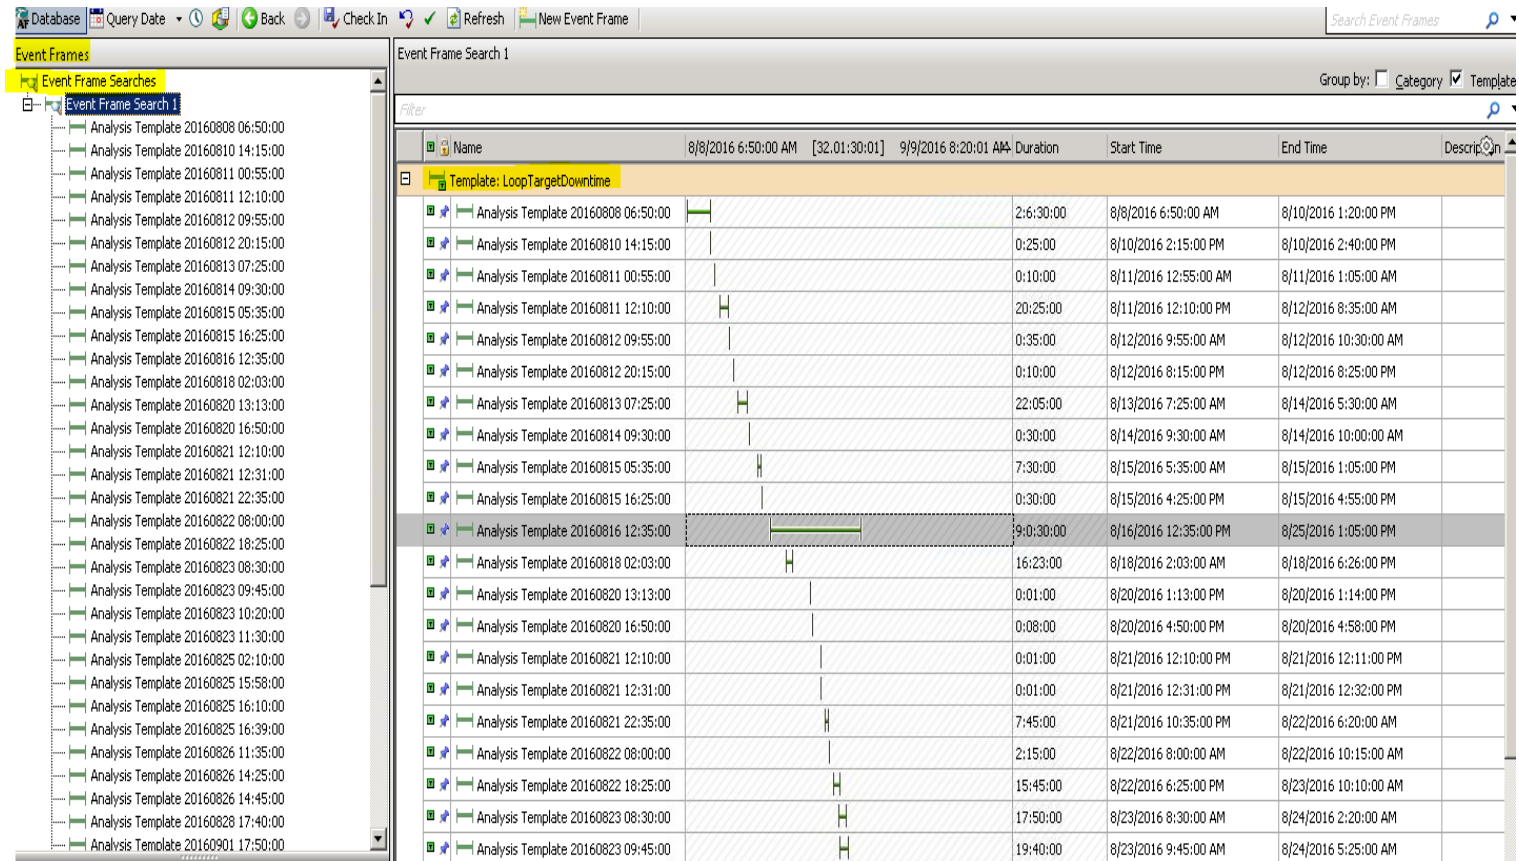 Database Query Date Back Check In Refresh New Event Frame Search Event Frames
Event Frames
Event Frame Searches
Event Frame Search 1
Analysis Template 20160808 06:50:00
Analysis Template 20160810 14:15:00
Analysis Template 20160811 00:55:00
Analysis Template 20160811 12:10:00
Analysis Template 20160812 09:55:00
Analysis Template 20160812 20:15:00
Analysis Template 20160813 07:25:00
Analysis Template 20160814 09:30:00
Analysis Template 20160815 05:35:00
Analysis Template 20160815 16:25:00
Analysis Template 20160816 12:35:00
Analysis Template 20160818 02:03:00
Analysis Template 20160820 13:13:00
Analysis Template 20160820 16:50:00
Analysis Template 20160821 12:10:00
Analysis Template 20160821 12:31:00
Analysis Template 20160821 22:35:00
Analysis Template 20160822 08:00:00
Analysis Template 20160822 18:25:00
Analysis Template 20160823 08:30:00
Analysis Template 20160823 09:45:00
Analysis Template 20160823 10:20:00
Analysis Template 20160823 11:30:00
Analysis Template 20160825 02:10:00
Analysis Template 20160825 15:58:00
Analysis Template 20160825 16:10:00
Analysis Template 20160825 16:39:00
Analysis Template 20160826 11:35:00
Analysis Template 20160826 14:25:00
Analysis Template 20160826 14:45:00
Analysis Template 20160828 17:40:00
Analysis Template 20160901 17:50:00
Event Frame Search 1
Group by: Category Template
Filter
Name 8/8/2016 6:50:00 AM [32.01:30:01] 9/9/2016 8:20:01 AM Duration Start Time End Time
Template: LoopTargetDowntime
Analysis Template 20160808 06:50:00 2:6:30:00 8/8/2016 6:50:00 AM 8/10/2016 1:20:00 PM
Analysis Template 20160810 14:15:00 0:25:00 8/10/2016 2:15:00 PM 8/10/2016 2:40:00 PM
Analysis Template 20160811 00:55:00 0:10:00 8/11/2016 12:55:00 AM 8/11/2016 1:05:00 AM
Analysis Template 20160811 12:10:00 20:25:00 8/11/2016 12:10:00 PM 8/12/2016 8:35:00 AM
Analysis Template 20160812 09:55:00 0:35:00 8/12/2016 9:55:00 AM 8/12/2016 10:30:00 AM
Analysis Template 20160812 20:15:00 0:10:00 8/12/2016 8:15:00 PM 8/12/2016 8:25:00 PM
Analysis Template 20160813 07:25:00 22:05:00 8/13/2016 7:25:00 AM 8/14/2016 5:30:00 AM
Analysis Template 20160814 09:30:00 0:30:00 8/14/2016 9:30:00 AM 8/14/2016 10:00:00 AM
Analysis Template 20160815 05:35:00 7:30:00 8/15/2016 5:35:00 AM 8/15/2016 1:05:00 PM
Analysis Template 20160815 16:25:00 0:30:00 8/15/2016 4:25:00 PM 8/15/2016 4:55:00 PM
Analysis Template 20160816 12:35:00 9:0:30:00 8/16/2016 12:35:00 PM 8/25/2016 1:05:00 PM
Analysis Template 20160818 02:03:00 16:23:00 8/18/2016 2:03:00 AM 8/18/2016 6:26:00 PM
Analysis Template 20160820 13:13:00 0:01:00 8/20/2016 1:13:00 PM 8/20/2016 1:14:00 PM
Analysis Template 20160820 16:50:00 0:08:00 8/20/2016 4:50:00 PM 8/20/2016 4:58:00 PM
Analysis Template 20160821 12:10:00 0:01:00 8/21/2016 12:10:00 PM 8/21/2016 12:11:00 PM
Analysis Template 20160821 12:31:00 0:01:00 8/21/2016 12:31:00 PM 8/21/2016 12:32:00 PM
Analysis Template 20160821 22:35:00 7:45:00 8/21/2016 10:35:00 PM 8/22/2016 6:20:00 AM
Analysis Template 20160822 08:00:00 2:15:00 8/22/2016 8:00:00 AM 8/22/2016 10:15:00 AM
Analysis Template 20160822 18:25:00 15:45:00 8/22/2016 6:25:00 PM 8/23/2016 10:10:00 AM
Analysis Template 20160823 08:30:00 17:50:00 8/23/2016 8:30:00 AM 8/24/2016 2:20:00 AM
Analysis Template 20160823 09:45:00 19:40:00 8/23/2016 9:45:00 AM 8/24/2016 5:25:00 AM